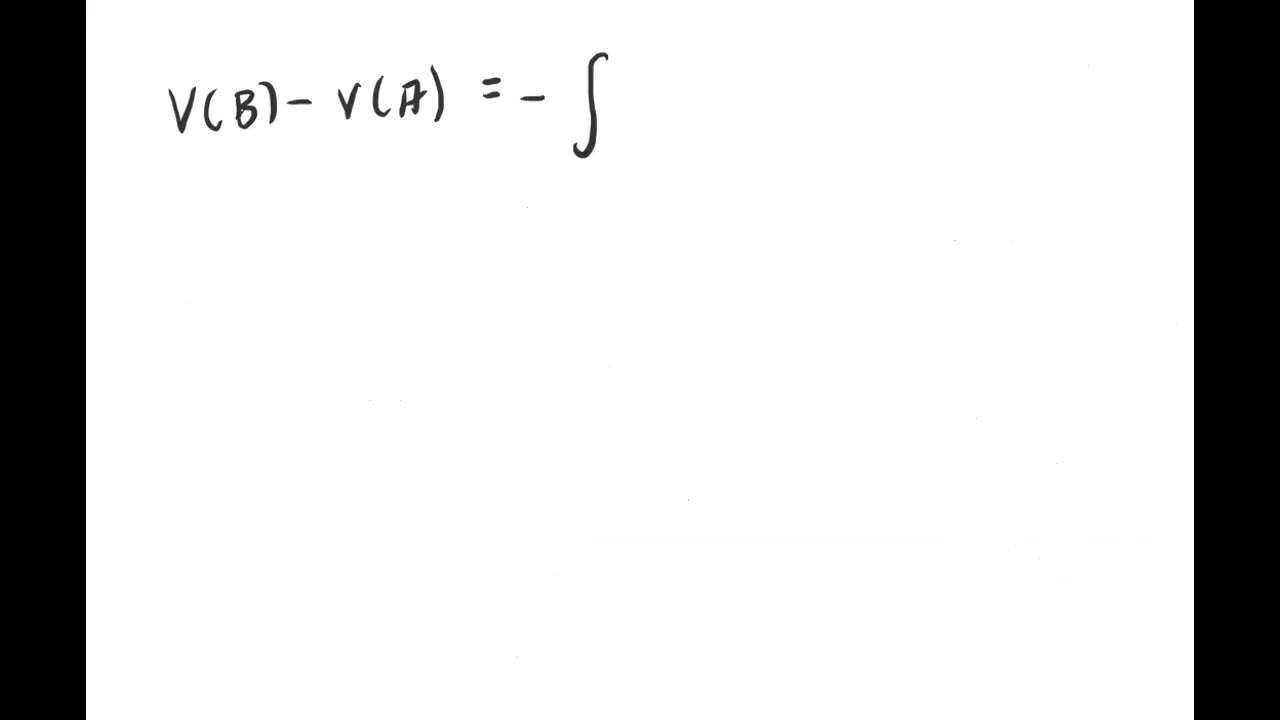 V(B) - V(A) = - ∫